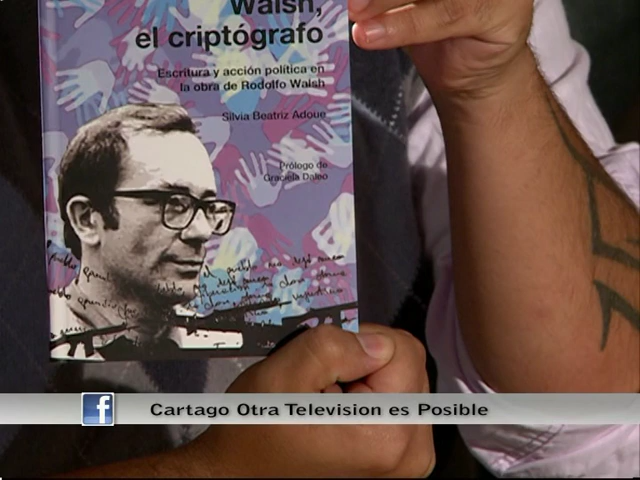 Walsh,
el criptógrafo
Escritura y acción política en
la obra de Rodolfo Walsh
Silvia Beatriz Adoue
Prólogo de
Graciela Daleo
f Cartago Otra Television es Posible